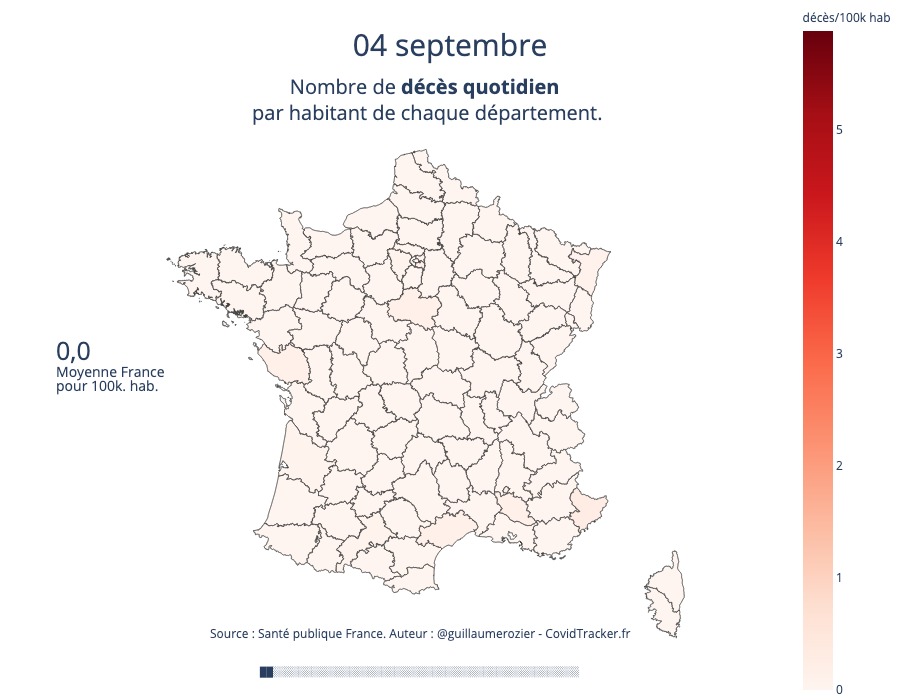 décès/100k hab
04 septembre
Nombre de décès quotidien
par habitant de chaque département.
5
4
3
2
1
0
0,0
Moyenne France
pour 100k. hab.
Source : Santé publique France. Auteur : @guillaumerozier - CovidTracker.fr